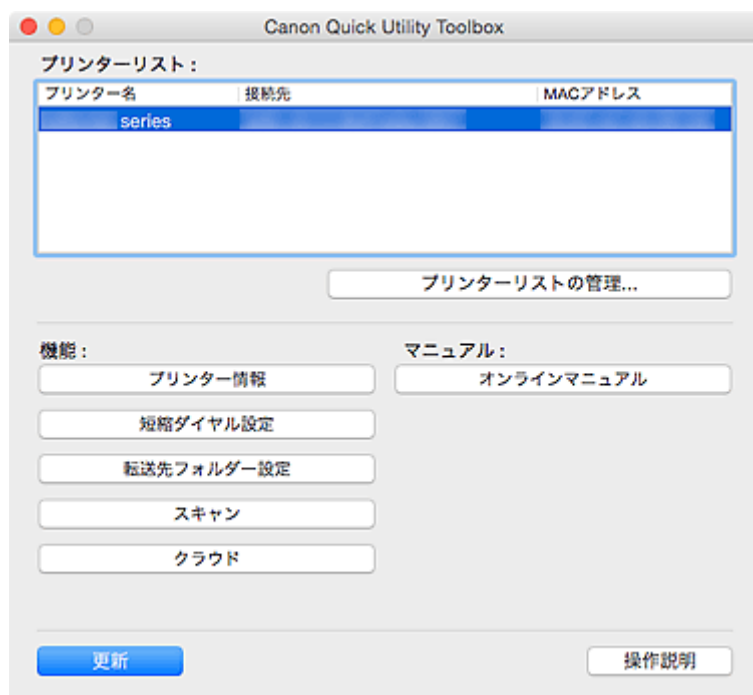 Canon Quick Utility Toolbox
プリンターリスト：
プリンター名 接続先 MACアドレス
series
プリンターリストの管理...
機能： マニュアル：
プリンター情報 オンラインマニュアル
短縮ダイヤル設定
転送先フォルダー設定
スキャン
クラウド
更新 操作説明